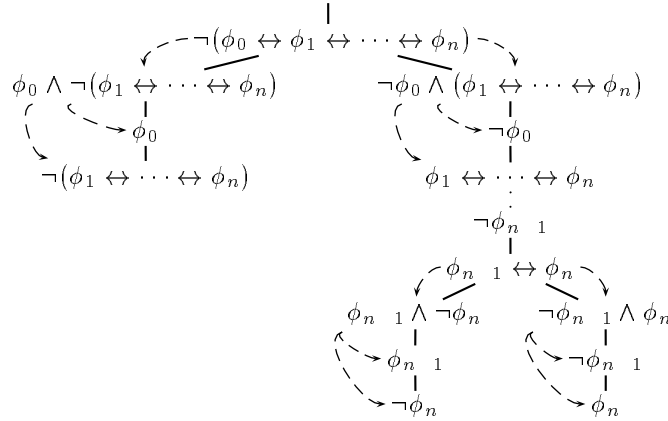 ¬(ϕ0 ↔ ϕ1 ↔ ··· ↔ ϕn)
ϕ0 ∧ ¬(ϕ1 ↔ ··· ↔ ϕn) ¬ϕ0 ∧ (ϕ1 ↔ ··· ↔ ϕn)
ϕ0 ¬ϕ0
¬(ϕ1 ↔ ··· ↔ ϕn) ϕ1 ↔ ··· ↔ ϕn
¬ϕn 1
ϕn 1 ↔ ϕn
ϕn 1 ∧ ¬ϕn ¬ϕn 1 ∧ ϕn
ϕn 1 ¬ϕn 1
¬ϕn ϕn